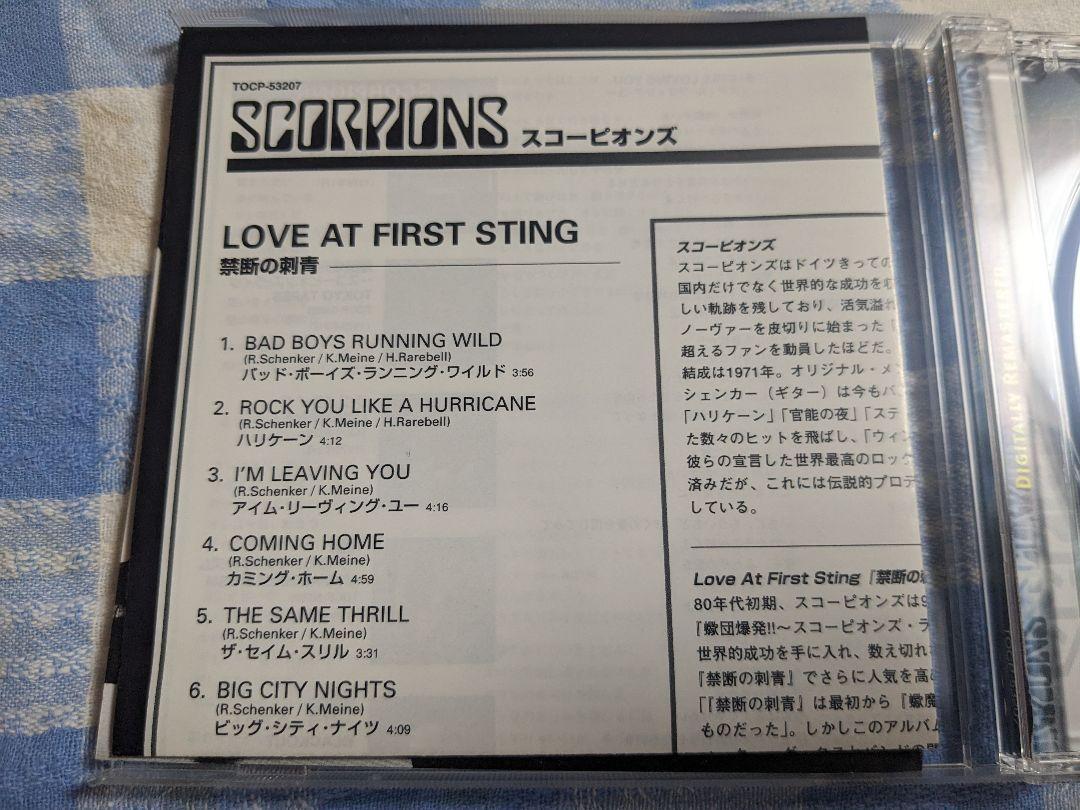 TOCP-53207
SCORPIONS スコーピオンズ
LOVE AT FIRST STING
禁断の刺青
1. BAD BOYS RUNNING WILD
(R.Schenker / K.Meine / H.Rarebell)
バッド・ボーイズ・ランニング・ワイルド 3:56
2. ROCK YOU LIKE A HURRICANE
(R.Schenker / K.Meine / H.Rarebell)
ハリケーン 4:12
3. I'M LEAVING YOU
(R.Schenker / K.Meine)
アイム・リーヴィング・ユー 4:16
4. COMING HOME
(R.Schenker / K.Meine)
カミング・ホーム 4:59
5. THE SAME THRILL
(R.Schenker / K.Meine)
ザ・セイム・スリル 3:31
6. BIG CITY NIGHTS
(R.Schenker / K.Meine)
ビッグ・シティ・ナイツ 4:09
スコーピオンズ
スコーピオンズはドイツきっての
国内だけでなく世界的な成功を収
しい軌跡を残しており、活気溢れ
ノーヴァーを皮切りに始まった「
超えるファンを動員したほどだ。
結成は1971年。オリジナル・メン
シェンカー（ギター）は今もバン
「ハリケーン」「官能の夜」「ステ
た数々のヒットを飛ばし、「ウィン
彼らの宣言した世界最高のロック
済みだが、これには伝説的プロデ
している。
Love At First Sting『禁断の刺
80年代初期、スコーピオンズは9
『蠍団爆発!!～スコーピオンズ・ラ
世界的成功を手に入れ、数え切れ
『禁断の刺青』でさらに人気を高め
「『禁断の刺青』は最初から『蠍魔
ものだった」。しかしこのアルバム
DIGITALLY REMASTERED